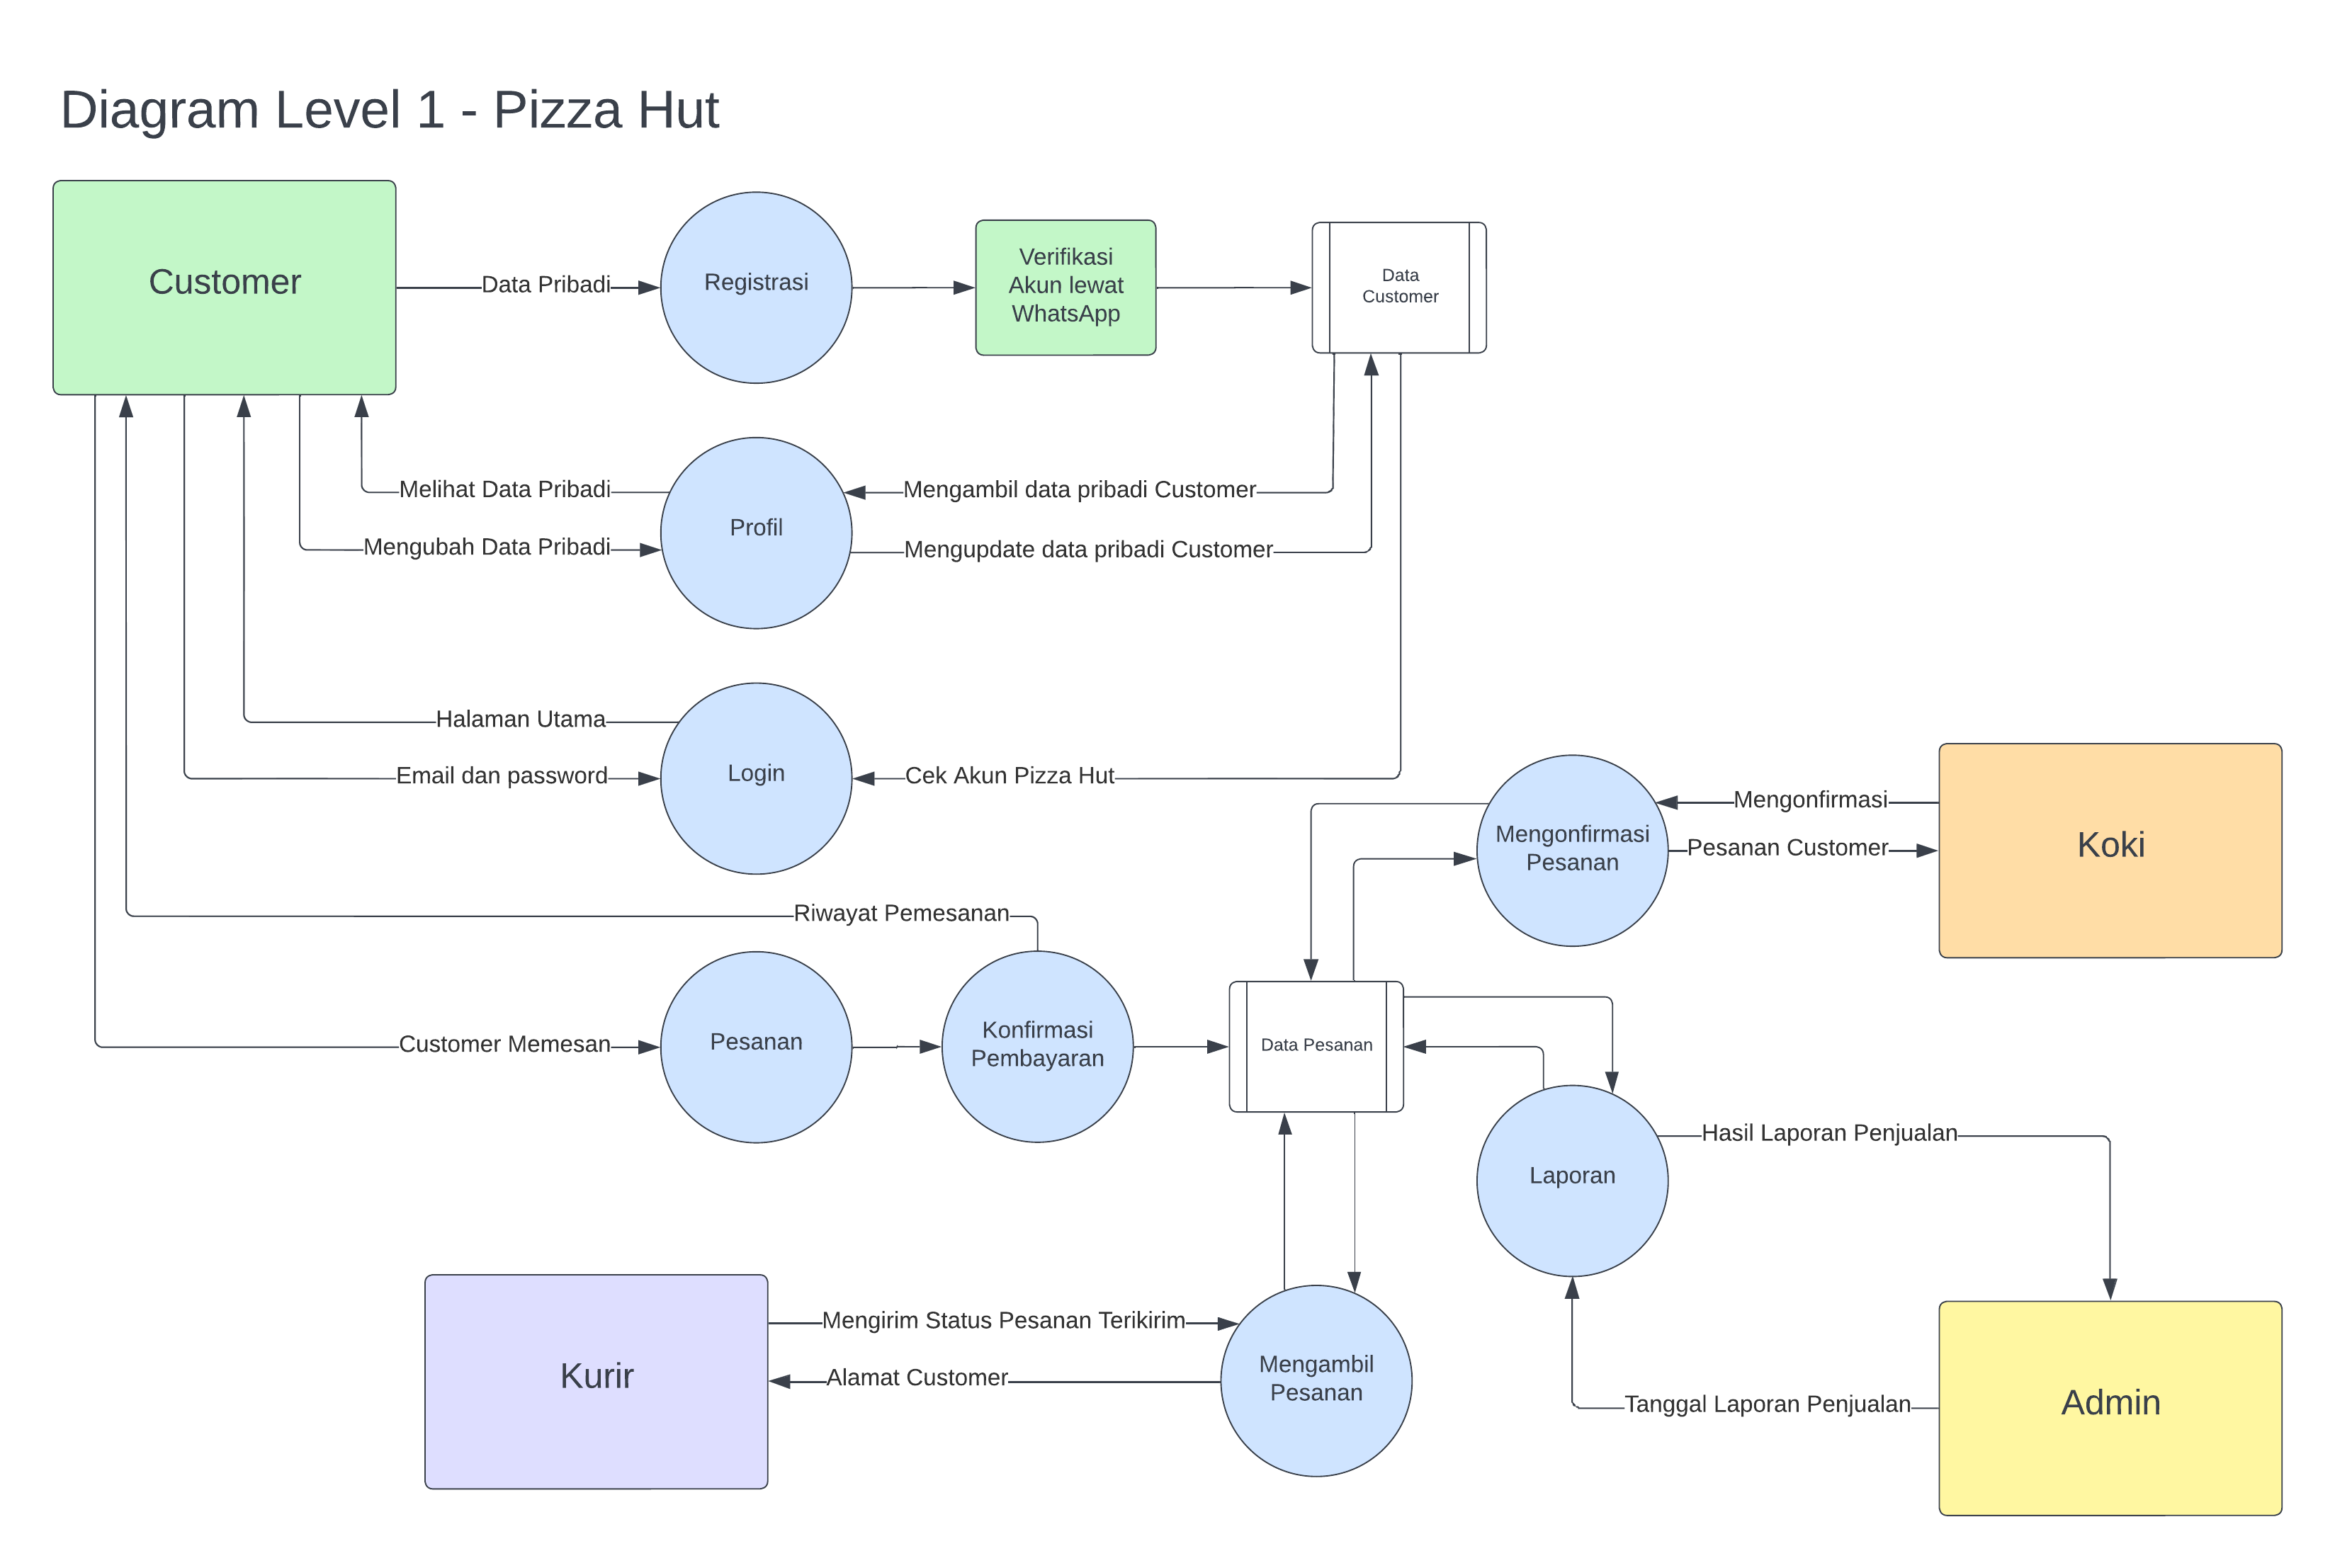 Diagram Level 1 - Pizza Hut
Customer
Data Pribadi
Registrasi
Verifikasi
Akun lewat
WhatsApp
Data
Customer
Melihat Data Pribadi
Mengubah Data Pribadi
Profil
Mengambil data pribadi Customer
Mengupdate data pribadi Customer
Halaman Utama
Email dan password
Login
Cek Akun Pizza Hut
Mengonfirmasi
Pesanan
Mengonfirmasi
Pesanan Customer
Koki
Riwayat Pemesanan
Customer Memesan
Pesanan
Konfirmasi
Pembayaran
Data Pesanan
Laporan
Hasil Laporan Penjualan
Kurir
Mengirim Status Pesanan Terikirim
Alamat Customer
Mengambil
Pesanan
Tanggal Laporan Penjualan
Admin